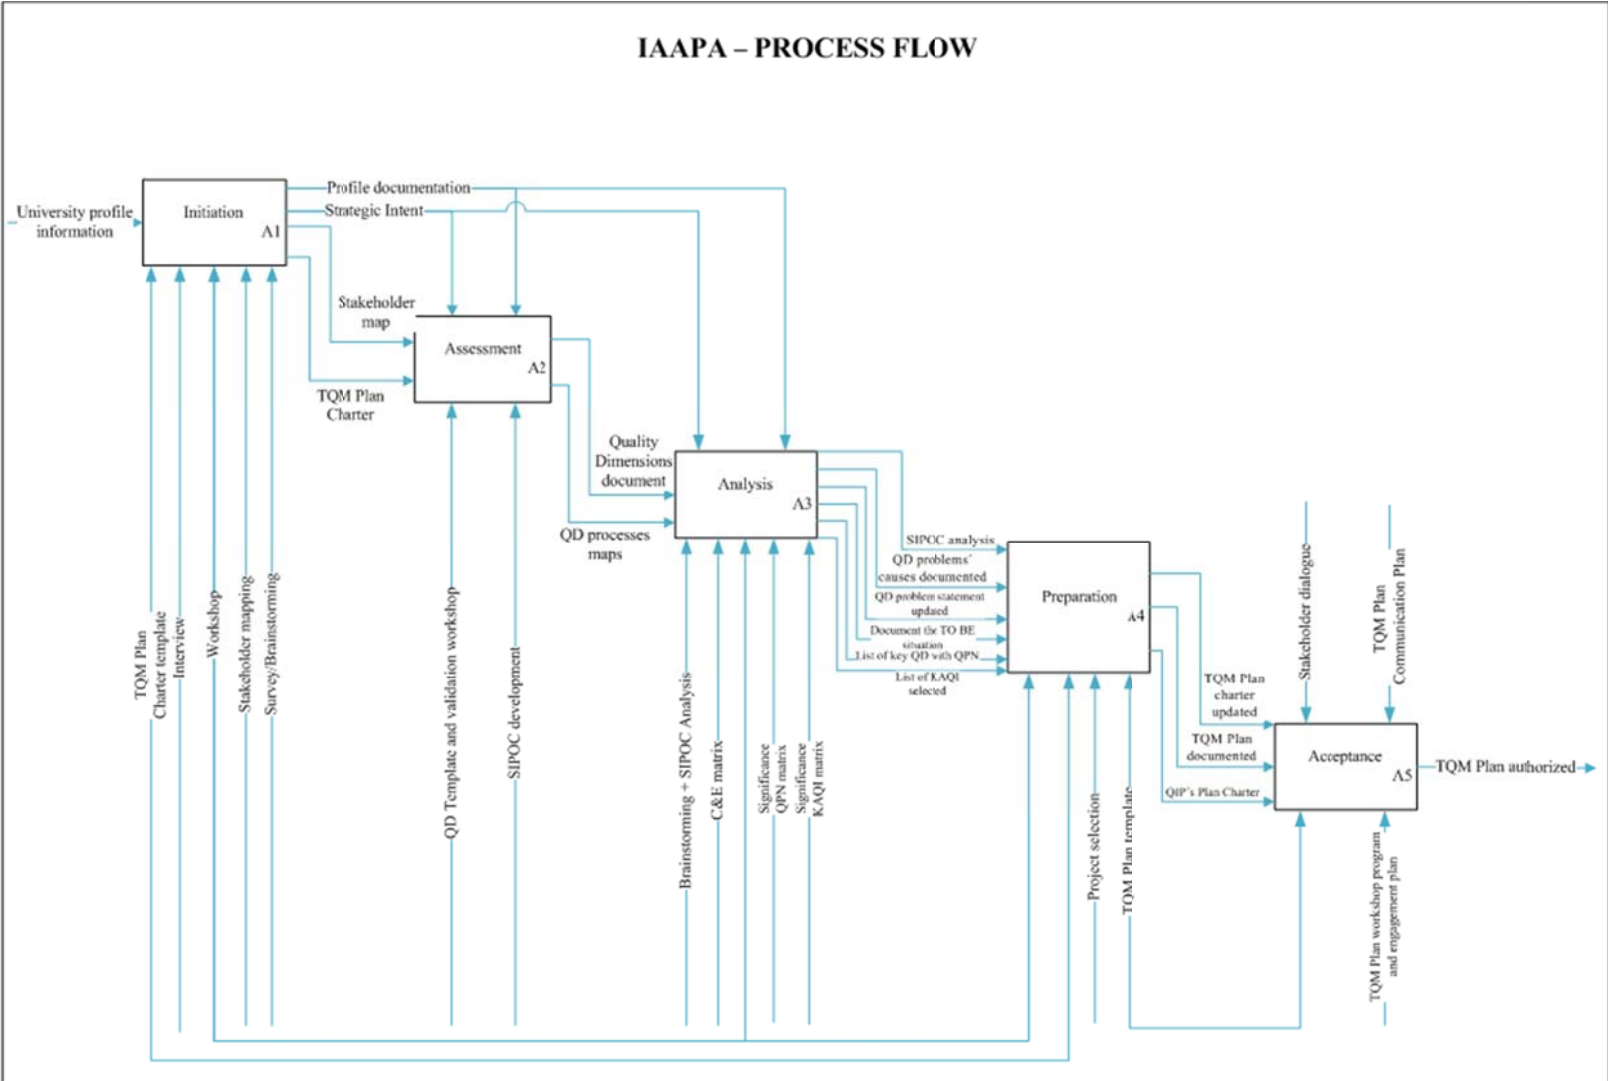 IAAPA – PROCESS FLOW
University profile
information
Initiation
A1
Profile documentation
Strategic Intent
Stakeholder
map
TQM Plan
Charter
Assessment
A2
Quality
Dimensions
document
QD processes
maps
Analysis
A3
SIPOC analysis
QD problems'
causes documented
QD problem statement
updated
Document the TO BE
situation
List of key QD with QPN
List of KAQI
selected
Preparation
A4
TQM Plan
charter
updated
TQM Plan
documented
QIP's Plan Charter
Stakeholder dialogue
TQM Plan
Communication Plan
Acceptance
A5
TQM Plan authorized
TQM Plan
Charter template
Interview
Workshop
Stakeholder mapping
Survey/Brainstorming
QD Template and validation workshop
SIPOC development
Brainstorming + SIPOC Analysis
C&E matrix
Significance
QPN matrix
Significance
KAQI matrix
Project selection
TQM Plan template
TQM Plan workshop program
and engagement plan